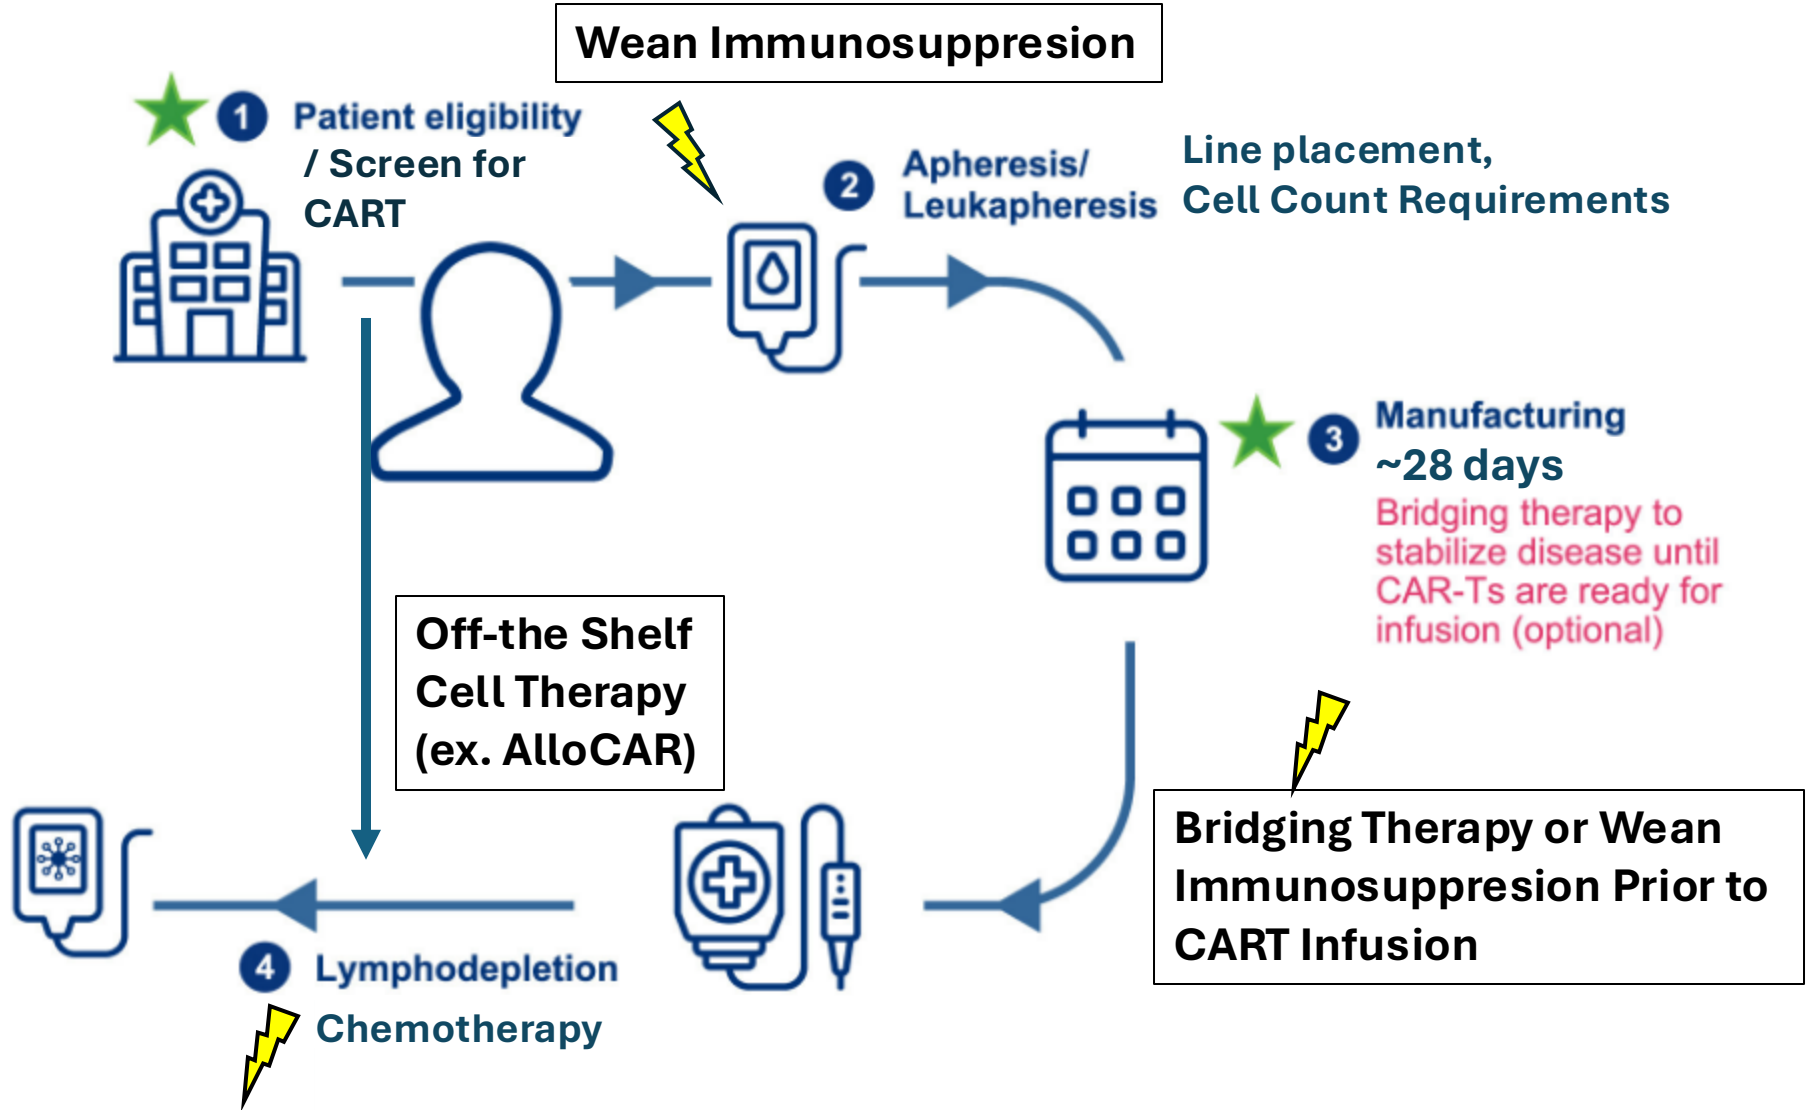 Wean Immunosuppresion
1 Patient eligibility
/ Screen for
CART
2 Apheresis/
Leukapheresis
Line placement,
Cell Count Requirements
3 Manufacturing
~28 days
Bridging therapy to
stabilize disease until
CAR-Ts are ready for
infusion (optional)
Off-the Shelf
Cell Therapy
(ex. AlloCAR)
Bridging Therapy or Wean
Immunosuppresion Prior to
CART Infusion
4 Lymphodepletion
Chemotherapy